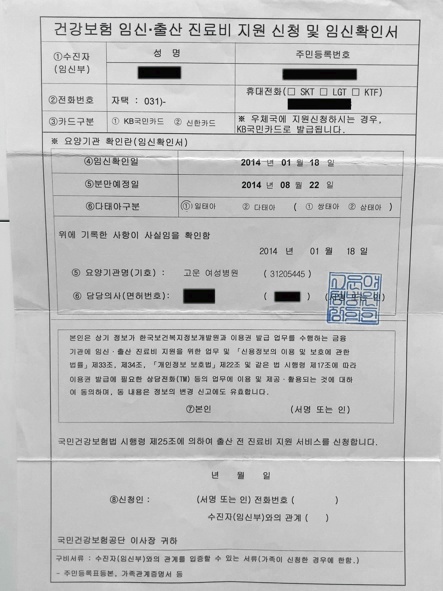 건강보험 임신·출산 진료비 지원 신청 및 임신확인서
①수진자
(임신부)
성 명
주민등록번호
②전화번호
자택 : 031)-
휴대전화(□ SKT □ LGT □ KTF)
③카드구분
① KB국민카드 ② 신한카드
※ 우체국에 지원신청하시는 경우,
KB국민카드로 발급됩니다.
※ 요양기관 확인란(임신확인서)
④임신확인일
2014 년 01 월 18 일
⑤분만예정일
2014 년 08 월 22 일
⑥다태아구분
①일태아 ② 다태아 ( ① 쌍태아 ② 삼태아 )
위에 기록한 사항이 사실임을 확인함
2014 년 01 월 18 일
⑤ 요양기관명(기호) : 고운 여성병원 ( 31205445 )
⑥ 담당의사(면허번호) : ( )
본인은 상기 정보가 한국보건복지정보개발원과 이용권 발급 업무를 수행하는 금융
기관에 임신·출산 진료비 지원을 위한 업무 및 「신용정보의 이용 및 보호에 관한
법률」제33조, 제34조, 「개인정보 보호법」제22조 및 같은 법 시행령 제17조에 따라
이용권 발급에 필요한 상담전화(TM) 등의 업무에 이용 및 제공·활용되는 것에 대하
여 동의하며, 동 내용은 정보의 변경 신고에도 유효합니다.
⑦본인 (서명 또는 인)
국민건강보험법 시행령 제25조에 의하여 출산 전 진료비 지원 서비스를 신청합니다.
년 월 일
⑧신청인 : (서명 또는 인) 전화번호 ( )
수진자(임신부)와의 관계 ( )
국민건강보험공단 이사장 귀하
구비서류 : 수진자(임신부)와의 관계를 입증할 수 있는 서류(가족이 신청한 경우에 한함.)
- 주민등록표등본, 가족관계증명서 등